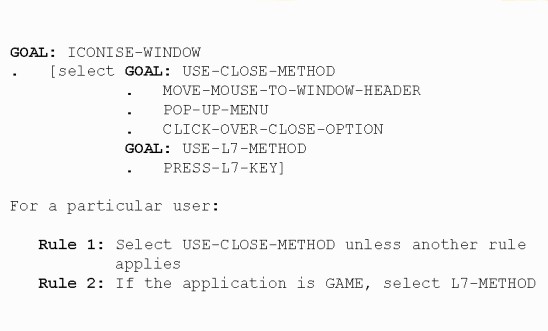 GOAL: ICONISE-WINDOW
. [select GOAL: USE-CLOSE-METHOD
. MOVE-MOUSE-TO-WINDOW-HEADER
. POP-UP-MENU
. CLICK-OVER-CLOSE-OPTION
GOAL: USE-L7-METHOD
. PRESS-L7-KEY]
For a particular user:
Rule 1: Select USE-CLOSE-METHOD unless another rule
applies
Rule 2: If the application is GAME, select L7-METHOD